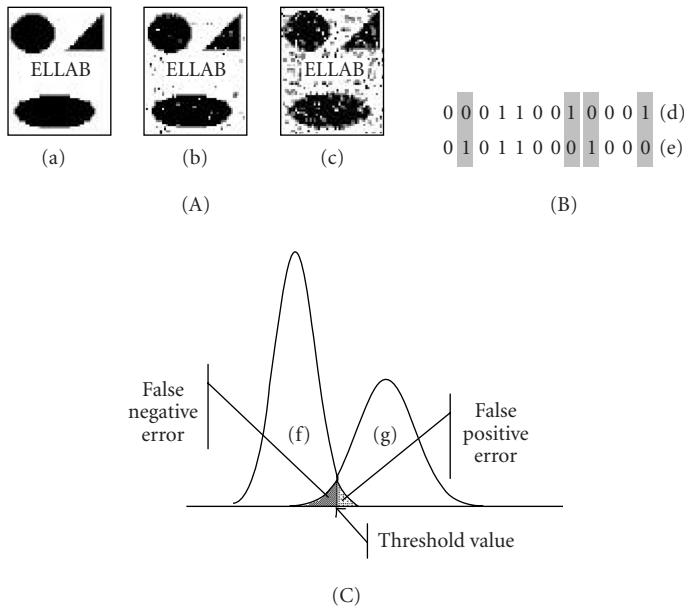 ELLAB ELLAB ELLAB
(a) (b) (c)
(A)
0 0 0 1 1 0 0 1 0 0 0 1 (d)
0 1 0 1 1 0 0 0 1 0 0 0 (e)
(B)
False
negative
error
(f)
(g)
False
positive
error
Threshold value
(C)